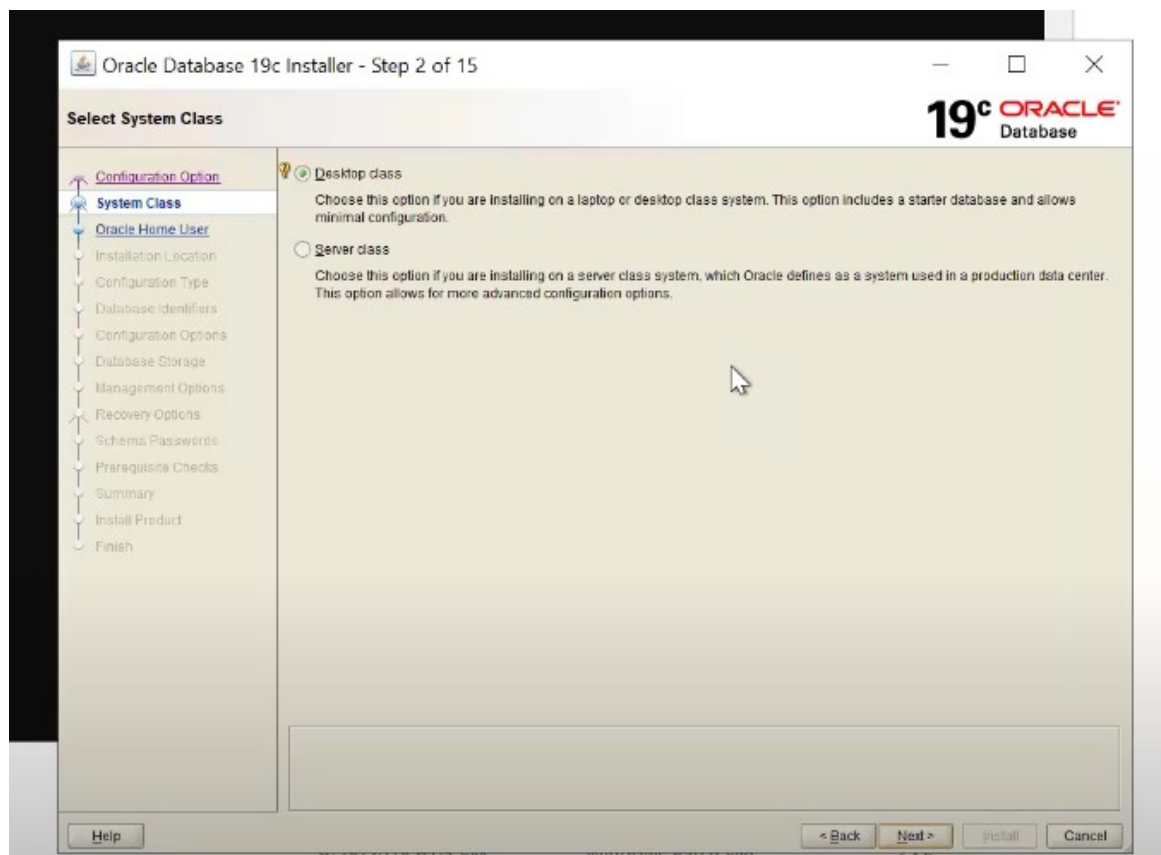 Oracle Database 19c Installer - Step 2 of 15
Select System Class
19c ORACLE
Database
Configuration Option
System Class
Oracle Home User
Installation Location
Configuration Type
Database Identifiers
Configuration Options
Database Storage
Management Options
Recovery Options
Schema Passwords
Prerequisite Checks
Summary
Install Product
Finish
Desktop class
Choose this option if you are installing on a laptop or desktop class system. This option includes a starter database and allows
minimal configuration.
Server class
Choose this option if you are installing on a server class system, which Oracle defines as a system used in a production data center.
This option allows for more advanced configuration options.
Help
< Back
Next >
Install
Cancel